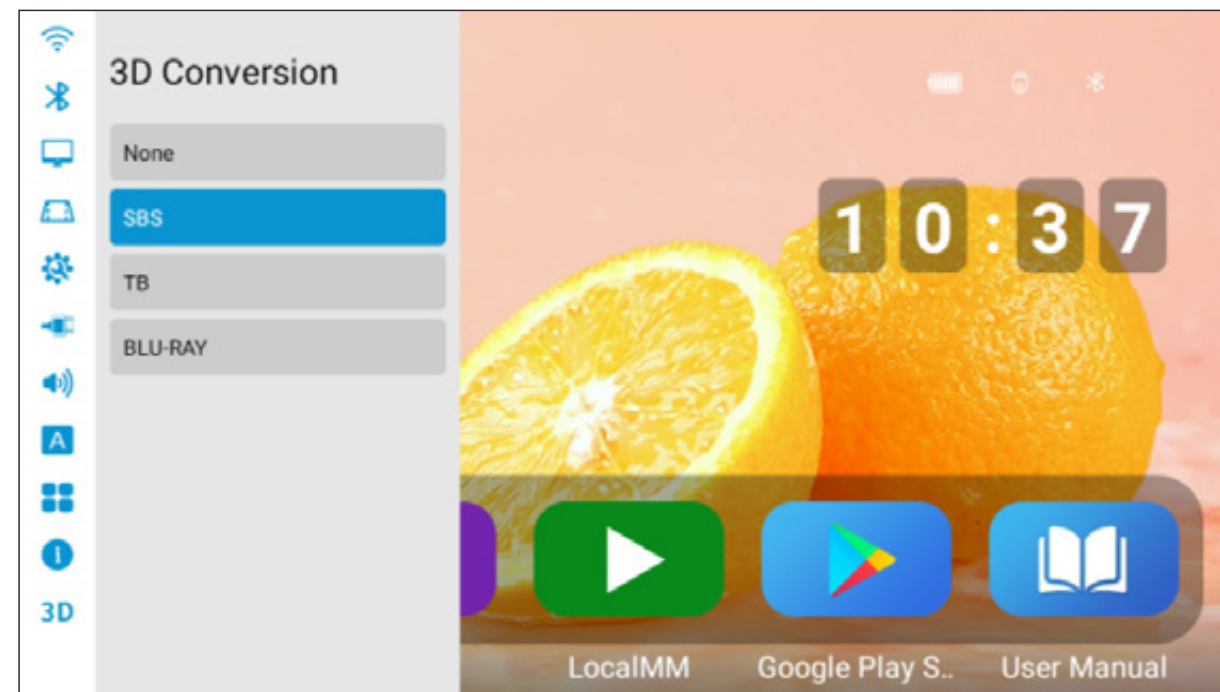 3D Conversion
None
SBS
TB
BLU-RAY
A
3D
10:37
LocalMM
Google Play S..
User Manual